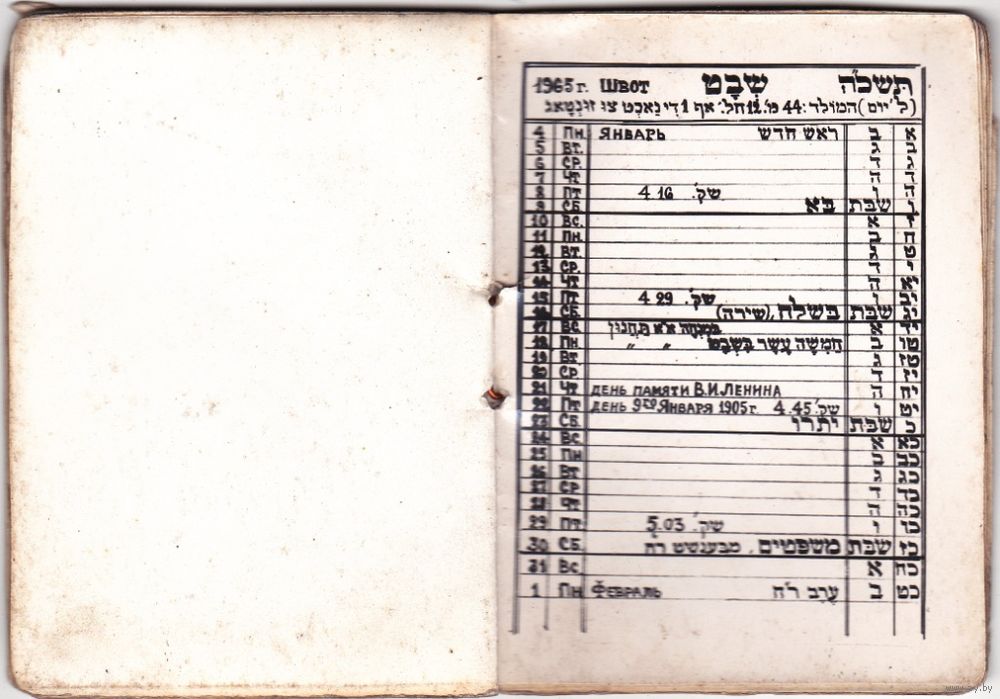 1965 г. ШВОТ שְׁבָט תשכ"ה
(ל' יום) המולד: 44 מ'. 12 חל'. אף 1 די נאַכט צו זונטאג
4 ПН. ЯНВАРЬ ראש חדש ב א
5 ВТ. ג ב
6 СР. ד ג
7 ЧТ ה ד
8 ПТ 4.16 שק'. ו ה
9 СБ. בא שבת ו
10 ВС. א ז
11 ПН. ב ח
12 ВТ. ג ט
13 СР. ד י
14 ЧТ ה יא
15 ПТ 4 29 שק'. ו יב
16 СБ. בשלח, (שירה) שבת יג
17 ВС. במנחה א"א תחנון א יד
18 ПН. חמשה עשר בשבט " " ב טו
19 ВТ. ג טז
20 СР ד יז
21 ЧТ ДЕНЬ ПАМЯТИ В.И.ЛЕНИНА ה יח
22 ПТ ДЕНЬ 9ГО ЯНВАРЯ 1905 г. 4.45 שק'. ו יט
23 СБ. יתרו שבת כ
24 ВС א כא
25 ПН ב כב
26 ВТ ג כג
27 СР ד כד
28 ЧТ ה כה
29 ПТ. 5.03 שק'. ו כו
30 СБ. משפטים, מבענטשט רח שבת כז
31 ВС א כח
1 ПН ФЕВРАЛЬ ערב ר"ח ב כט